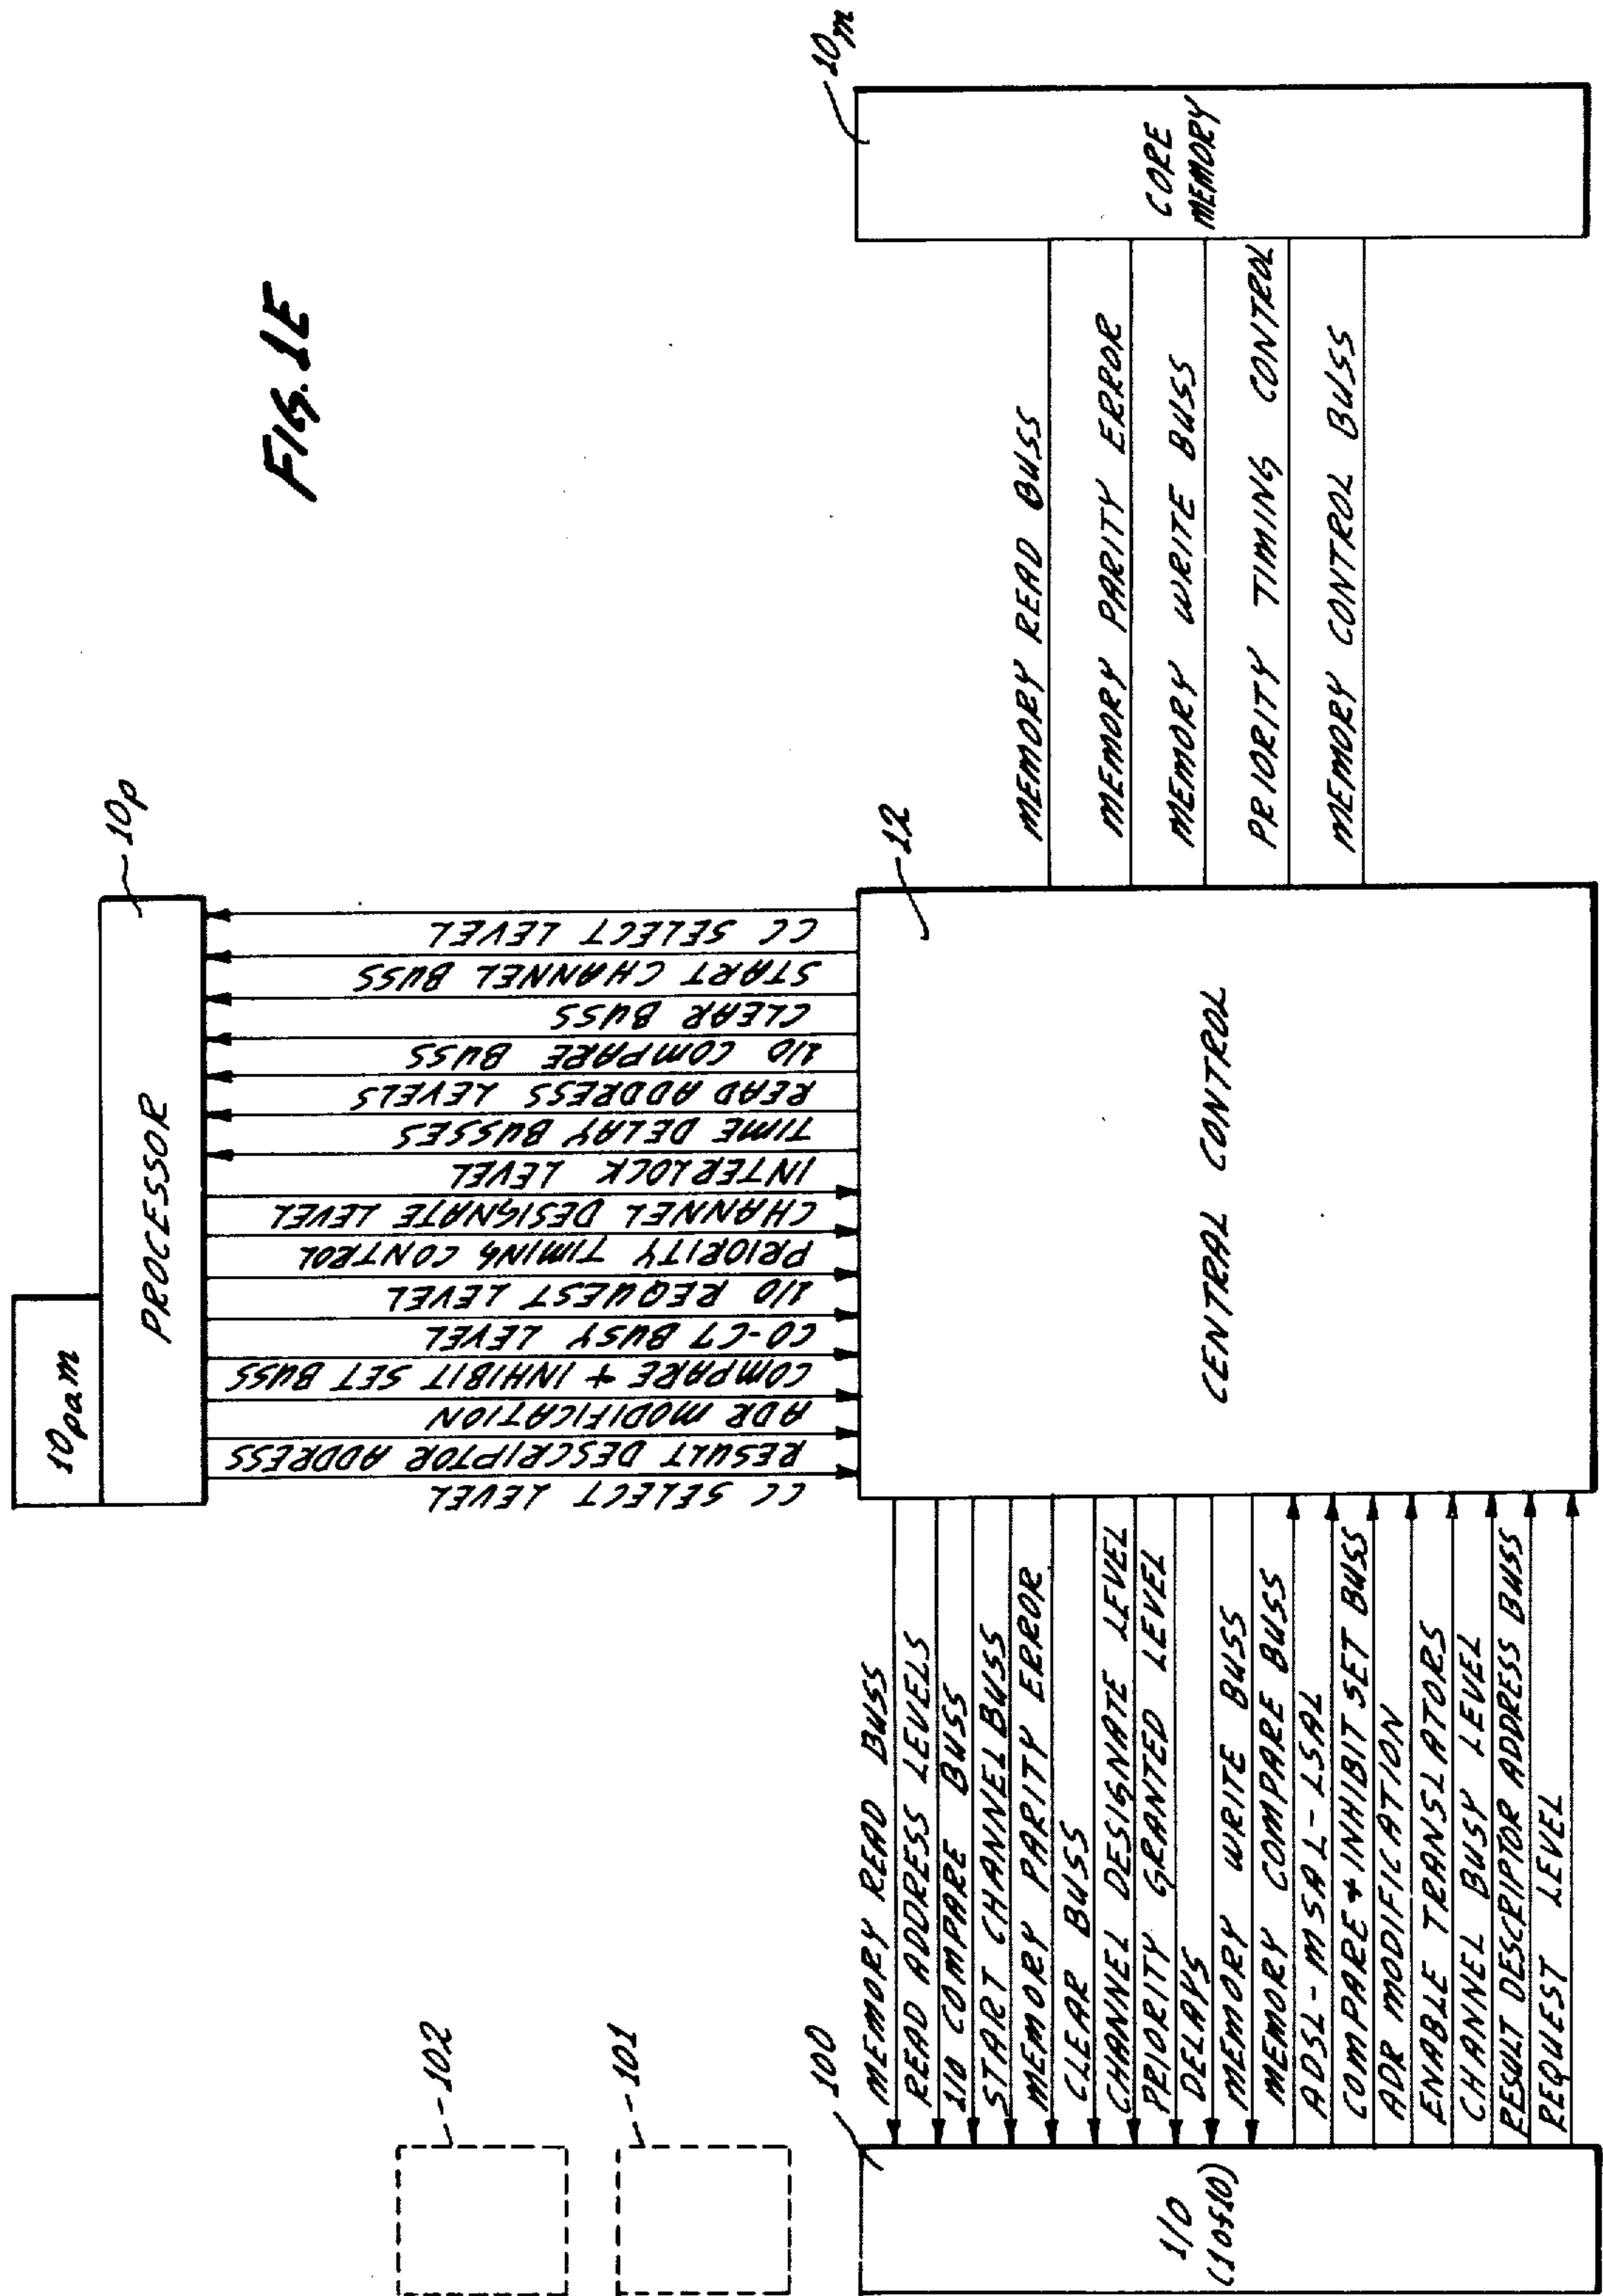 FIG. 1E
102
101
100
I/O
(1 of 10)
MEMORY READ BUSS
READ ADDRESS LEVELS
I/O COMPARE BUSS
START CHANNEL BUSS
MEMORY PARITY ERROR
CLEAR BUSS
CHANNEL DESIGNATE LEVEL
PRIORITY GRANTED LEVEL
DELAYS
MEMORY WRITE BUSS
MEMORY COMPARE BUSS
ADSL-MSAL-LSAL
COMPARE + INHIBIT SET BUSS
ADR MODIFICATION
ENABLE TRANSLATORS
CHANNEL BUSY LEVEL
RESULT DESCRIPTOR ADDRESS BUSS
REQUEST LEVEL
10pam
PROCESSOR
10p
CC SELECT LEVEL
RESULT DESCRIPTOR ADDRESS
ADR MODIFICATION
COMPARE + INHIBIT SET BUSS
CO-C7 BUSY LEVEL
I/O REQUEST LEVEL
PRIORITY TIMING CONTROL
CHANNEL DESIGNATE LEVEL
INTERLOCK LEVEL
TIME DELAY BUSSES
READ ADDRESS LEVELS
I/O COMPARE BUSS
CLEAR BUSS
START CHANNEL BUSS
CC SELECT LEVEL
12
CENTRAL CONTROL
MEMORY READ BUSS
MEMORY PARITY ERROR
MEMORY WRITE BUSS
PRIORITY TIMING CONTROL
MEMORY CONTROL BUSS
10m
CORE
MEMORY